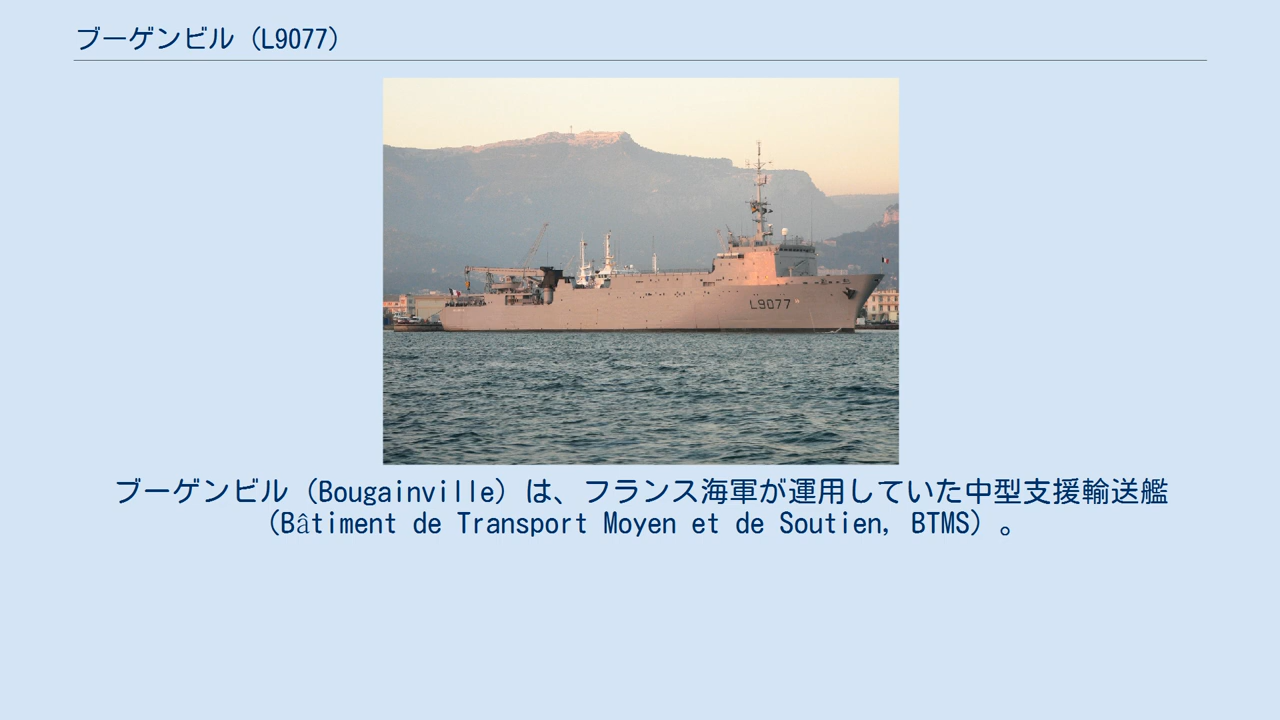 ブーゲンビル（L9077）
L9077
ブーゲンビル（Bougainville）は、フランス海軍が運用していた中型支援輸送艦
（Bâtiment de Transport Moyen et de Soutien, BTMS）。